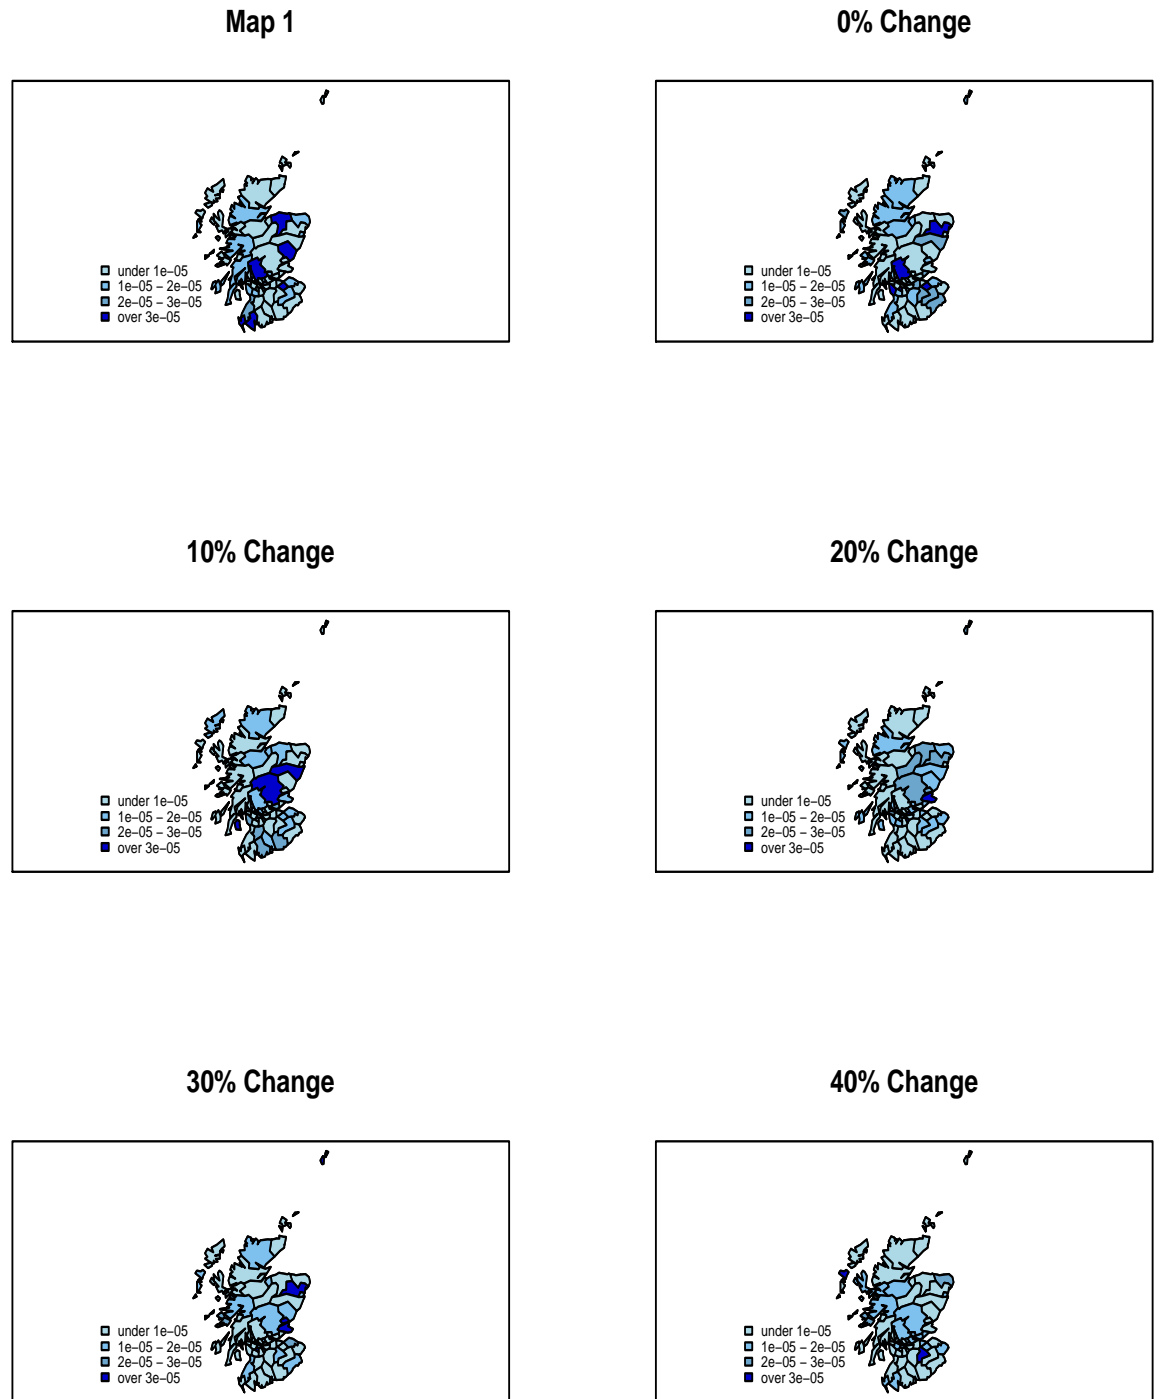 Map 1
under 1e−05
1e−05 − 2e−05
2e−05 − 3e−05
over 3e−05
0% Change
under 1e−05
1e−05 − 2e−05
2e−05 − 3e−05
over 3e−05
10% Change
under 1e−05
1e−05 − 2e−05
2e−05 − 3e−05
over 3e−05
20% Change
under 1e−05
1e−05 − 2e−05
2e−05 − 3e−05
over 3e−05
30% Change
under 1e−05
1e−05 − 2e−05
2e−05 − 3e−05
over 3e−05
40% Change
under 1e−05
1e−05 − 2e−05
2e−05 − 3e−05
over 3e−05